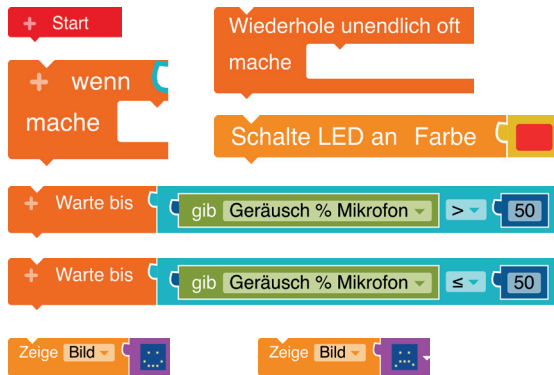 + Start
Wiederhole unendlich oft
mache
+ wenn
mache
Schalte LED an Farbe
+ Warte bis gib Geräusch % Mikrofon > 50
+ Warte bis gib Geräusch % Mikrofon ≤ 50
Zeige Bild
Zeige Bild